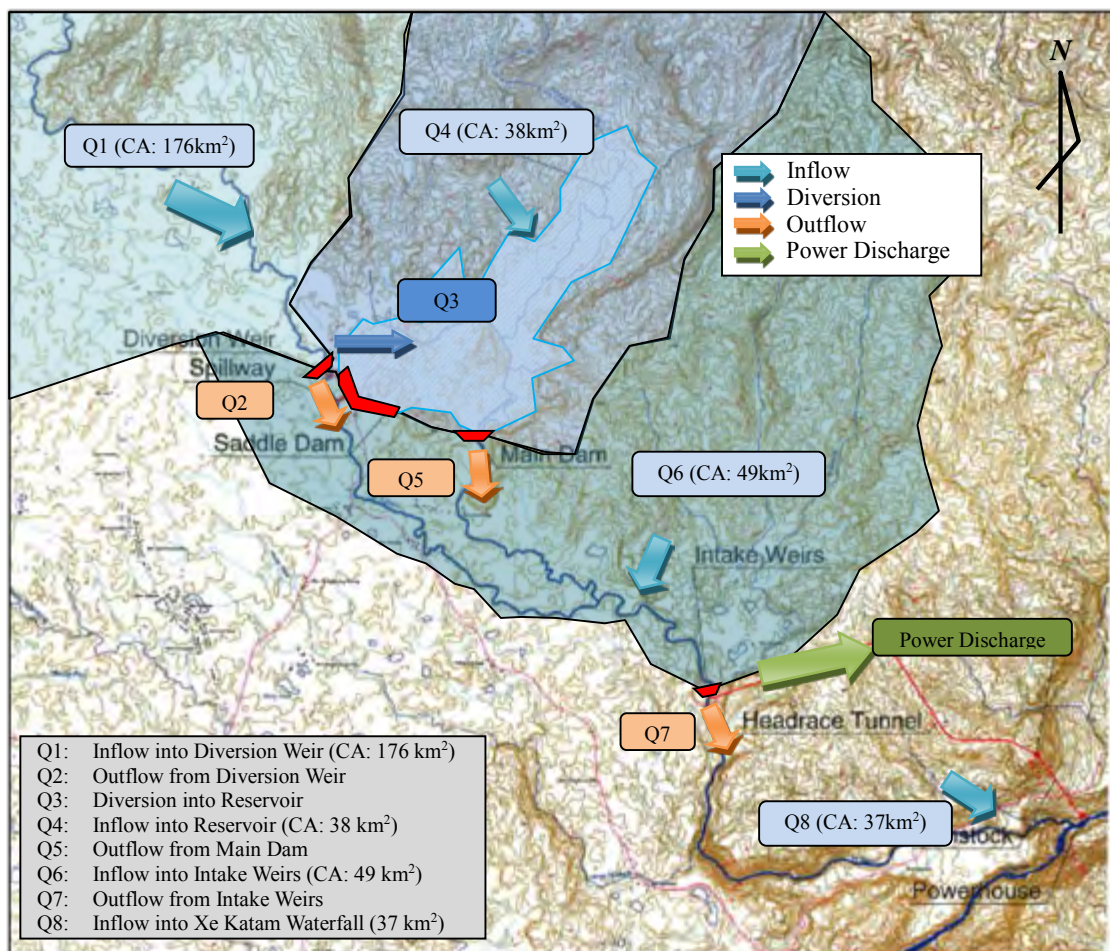 N
Q1 (CA: 176km²)
Q4 (CA: 38km²)
Inflow
Diversion
Outflow
Power Discharge
Q3
Diversion Weir
Spillway
Q2
Saddle Dam
Main Dam
Q5
Q6 (CA: 49km²)
Intake Weirs
Power Discharge
Headrace Tunnel
Q7
Q8 (CA: 37km²)
Powerhouse
Q1: Inflow into Diversion Weir (CA: 176 km²)
Q2: Outflow from Diversion Weir
Q3: Diversion into Reservoir
Q4: Inflow into Reservoir (CA: 38 km²)
Q5: Outflow from Main Dam
Q6: Inflow into Intake Weirs (CA: 49 km²)
Q7: Outflow from Intake Weirs
Q8: Inflow into Xe Katam Waterfall (37 km²)